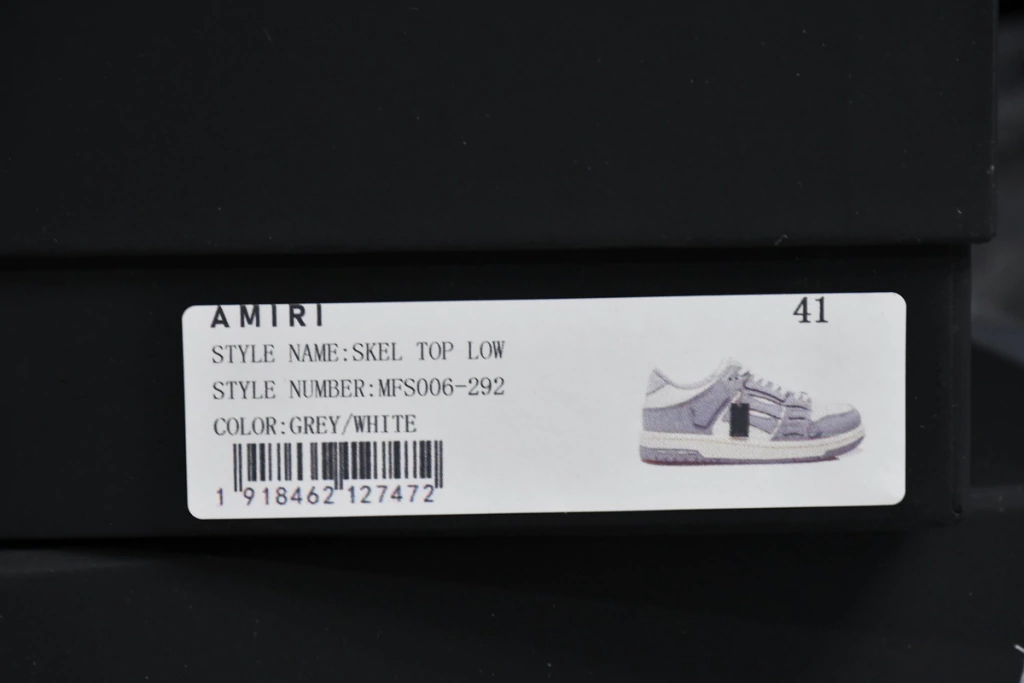 AMIRI
41
STYLE NAME:SKEL TOP LOW
STYLE NUMBER:MFS006-292
COLOR:GREY/WHITE
1 918462 127472